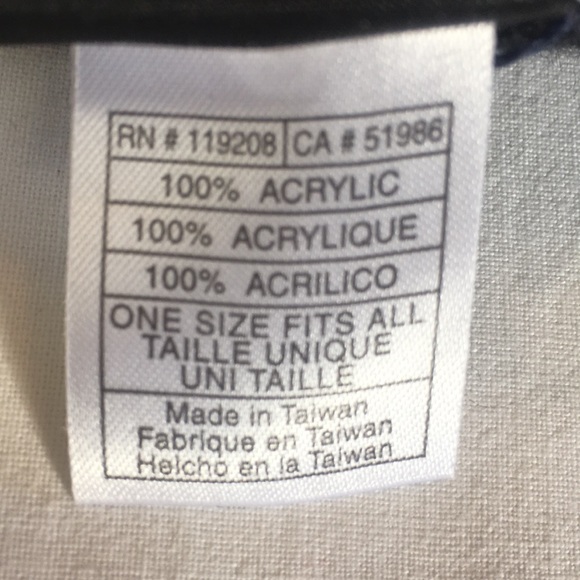 RN # 119208 CA # 51986
100% ACRYLIC
100% ACRYLIQUE
100% ACRILICO
ONE SIZE FITS ALL
TAILLE UNIQUE
UNI TAILLE
Made in Taiwan
Fabrique en Taiwan
Helcho en la Taiwan